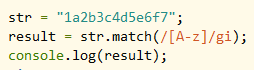 str = "1a2b3c4d5e6f7";
result = str.match(/[A-z]/gi);
console.log(result);